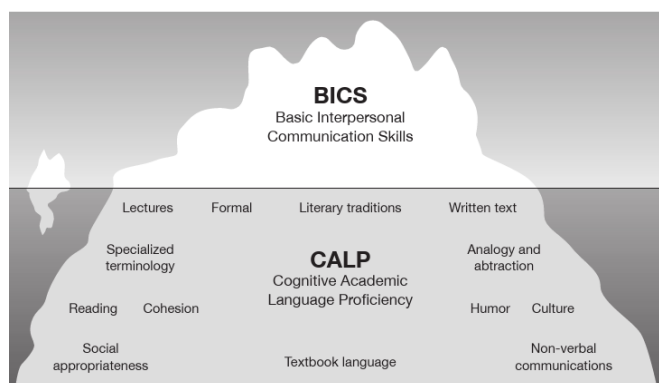 BICS
Basic Interpersonal
Communication Skills
Lectures Formal Literary traditions Written text
Specialized
terminology
CALP
Cognitive Academic
Language Proficiency
Analogy and
abtraction
Reading Cohesion
Humor Culture
Social
appropriateness
Textbook language
Non-verbal
communications